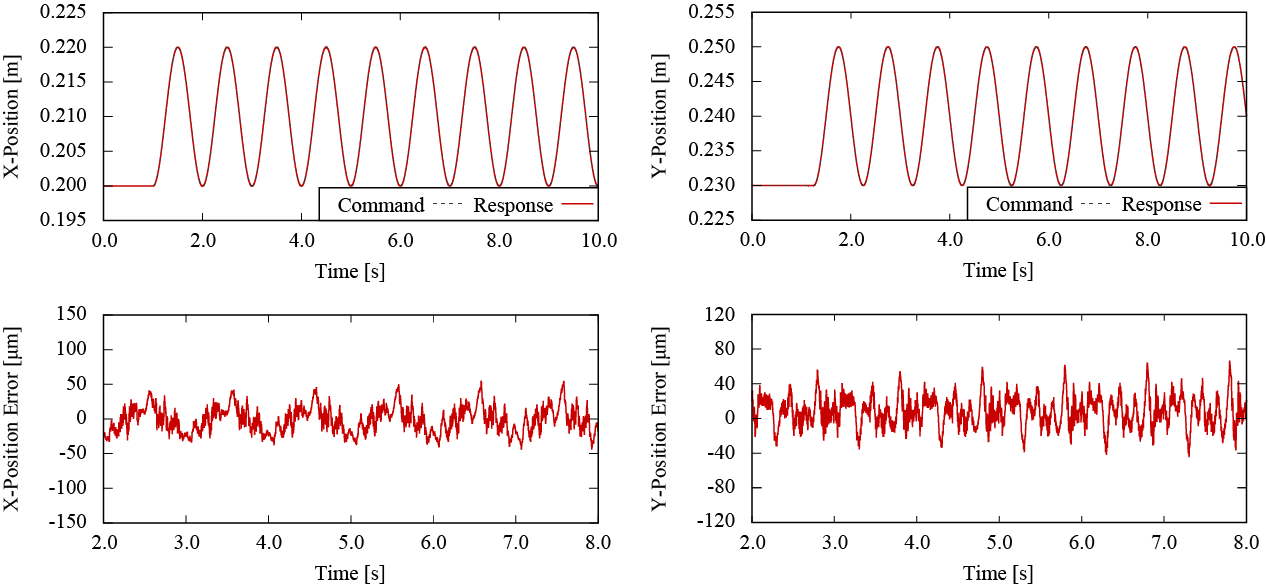 X-Position [m]
0.225
0.220
0.215
0.210
0.205
0.200
0.195
Command Response
0.0 2.0 4.0 6.0 8.0 10.0
Time [s]
Y-Position [m]
0.255
0.250
0.245
0.240
0.235
0.230
0.225
Command Response
0.0 2.0 4.0 6.0 8.0 10.0
Time [s]
X-Position Error [μm]
150
100
50
0
-50
-100
-150
2.0 3.0 4.0 5.0 6.0 7.0 8.0
Time [s]
Y-Position Error [μm]
120
80
40
0
-40
-80
-120
2.0 3.0 4.0 5.0 6.0 7.0 8.0
Time [s]